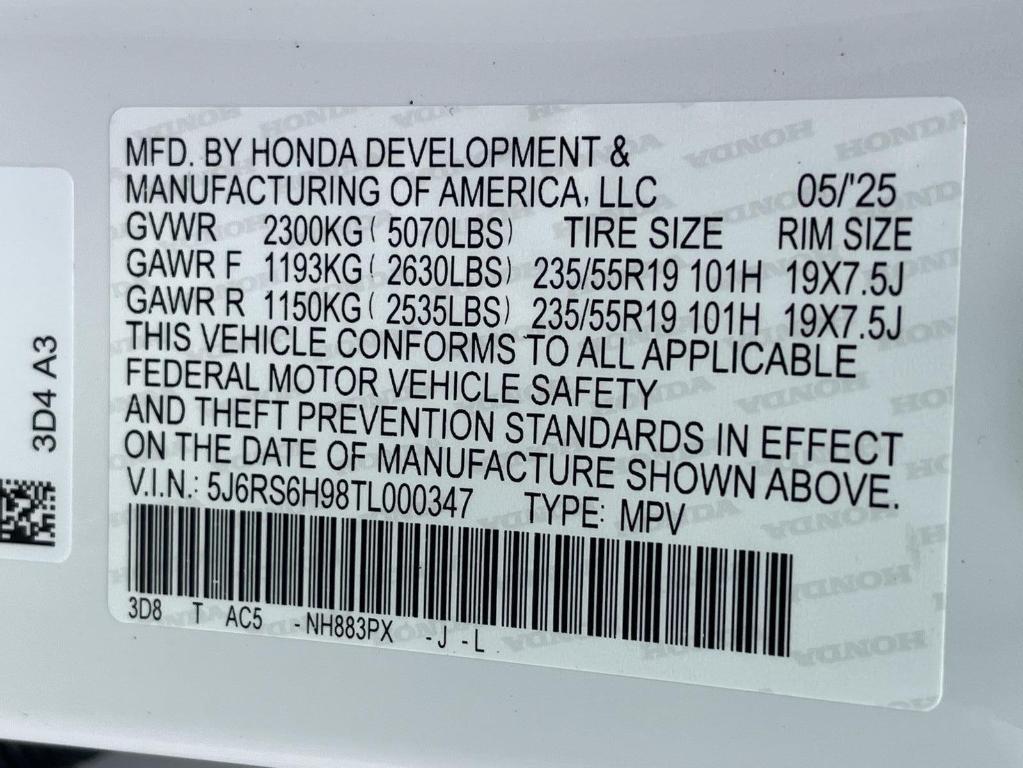 MFD. BY HONDA DEVELOPMENT &
MANUFACTURING OF AMERICA, LLC 05/'25
GVWR 2300KG( 5070LBS) TIRE SIZE RIM SIZE
GAWR F 1193KG( 2630LBS) 235/55R19 101H 19X7.5J
GAWR R 1150KG( 2535LBS) 235/55R19 101H 19X7.5J
THIS VEHICLE CONFORMS TO ALL APPLICABLE
FEDERAL MOTOR VEHICLE SAFETY
AND THEFT PREVENTION STANDARDS IN EFFECT
ON THE DATE OF MANUFACTURE SHOWN ABOVE.
V.I.N.: 5J6RS6H98TL000347 TYPE: MPV
3D8 T AC5 -NH883PX -J -L
3D4 A3